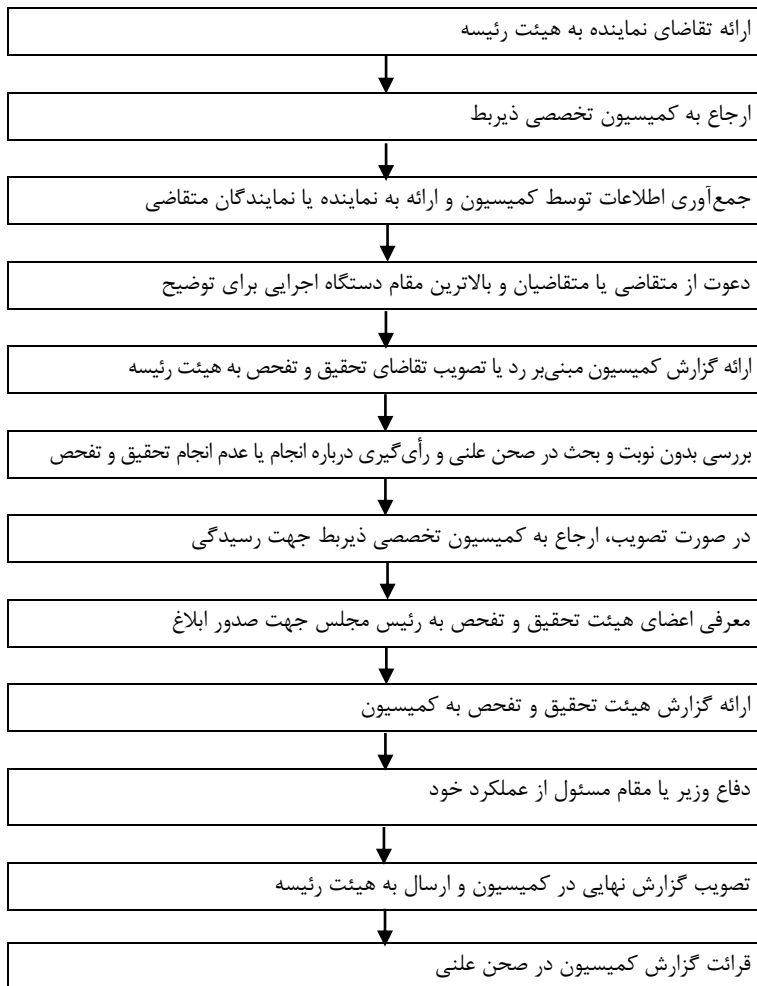 ارائه تقاضای نماینده به هیئت رئیسه
ارجاع به کمیسیون تخصصی ذیربط
جمع‌آوری اطلاعات توسط کمیسیون و ارائه به نماینده یا نمایندگان متقاضی
دعوت از متقاضی یا متقاضیان و بالاترین مقام دستگاه اجرایی برای توضیح
ارائه گزارش کمیسیون مبنی‌بر رد یا تصویب تقاضای تحقیق و تفحص به هیئت رئیسه
بررسی بدون نوبت و بحث در صحن علنی و رأی‌گیری درباره انجام یا عدم انجام تحقیق و تفحص
در صورت تصویب، ارجاع به کمیسیون تخصصی ذیربط جهت رسیدگی
معرفی اعضای هیئت تحقیق و تفحص به رئیس مجلس جهت صدور ابلاغ
ارائه گزارش هیئت تحقیق و تفحص به کمیسیون
دفاع وزیر یا مقام مسئول از عملکرد خود
تصویب گزارش نهایی در کمیسیون و ارسال به هیئت رئیسه
قرائت گزارش کمیسیون در صحن علنی